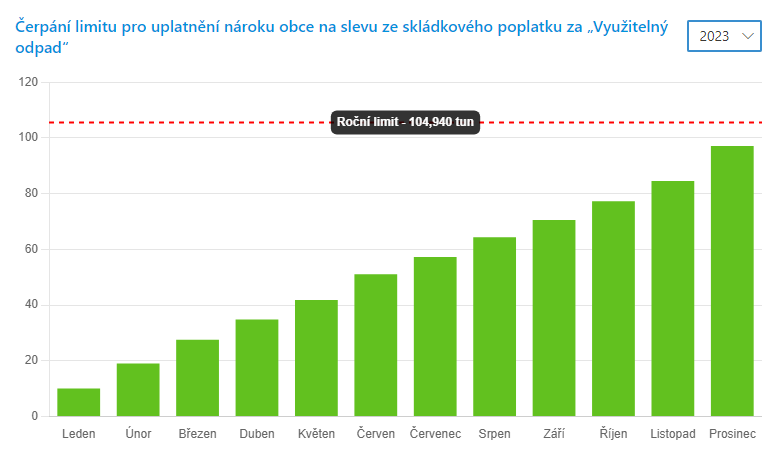 Čerpání limitu pro uplatnění nároku obce na slevu ze skládkového poplatku za „Využitelný
odpad“
2023
120
Roční limit - 104,940 tun
100
80
60
40
20
0
Leden Únor Březen Duben Květen Červen Červenec Srpen Září Říjen Listopad Prosinec